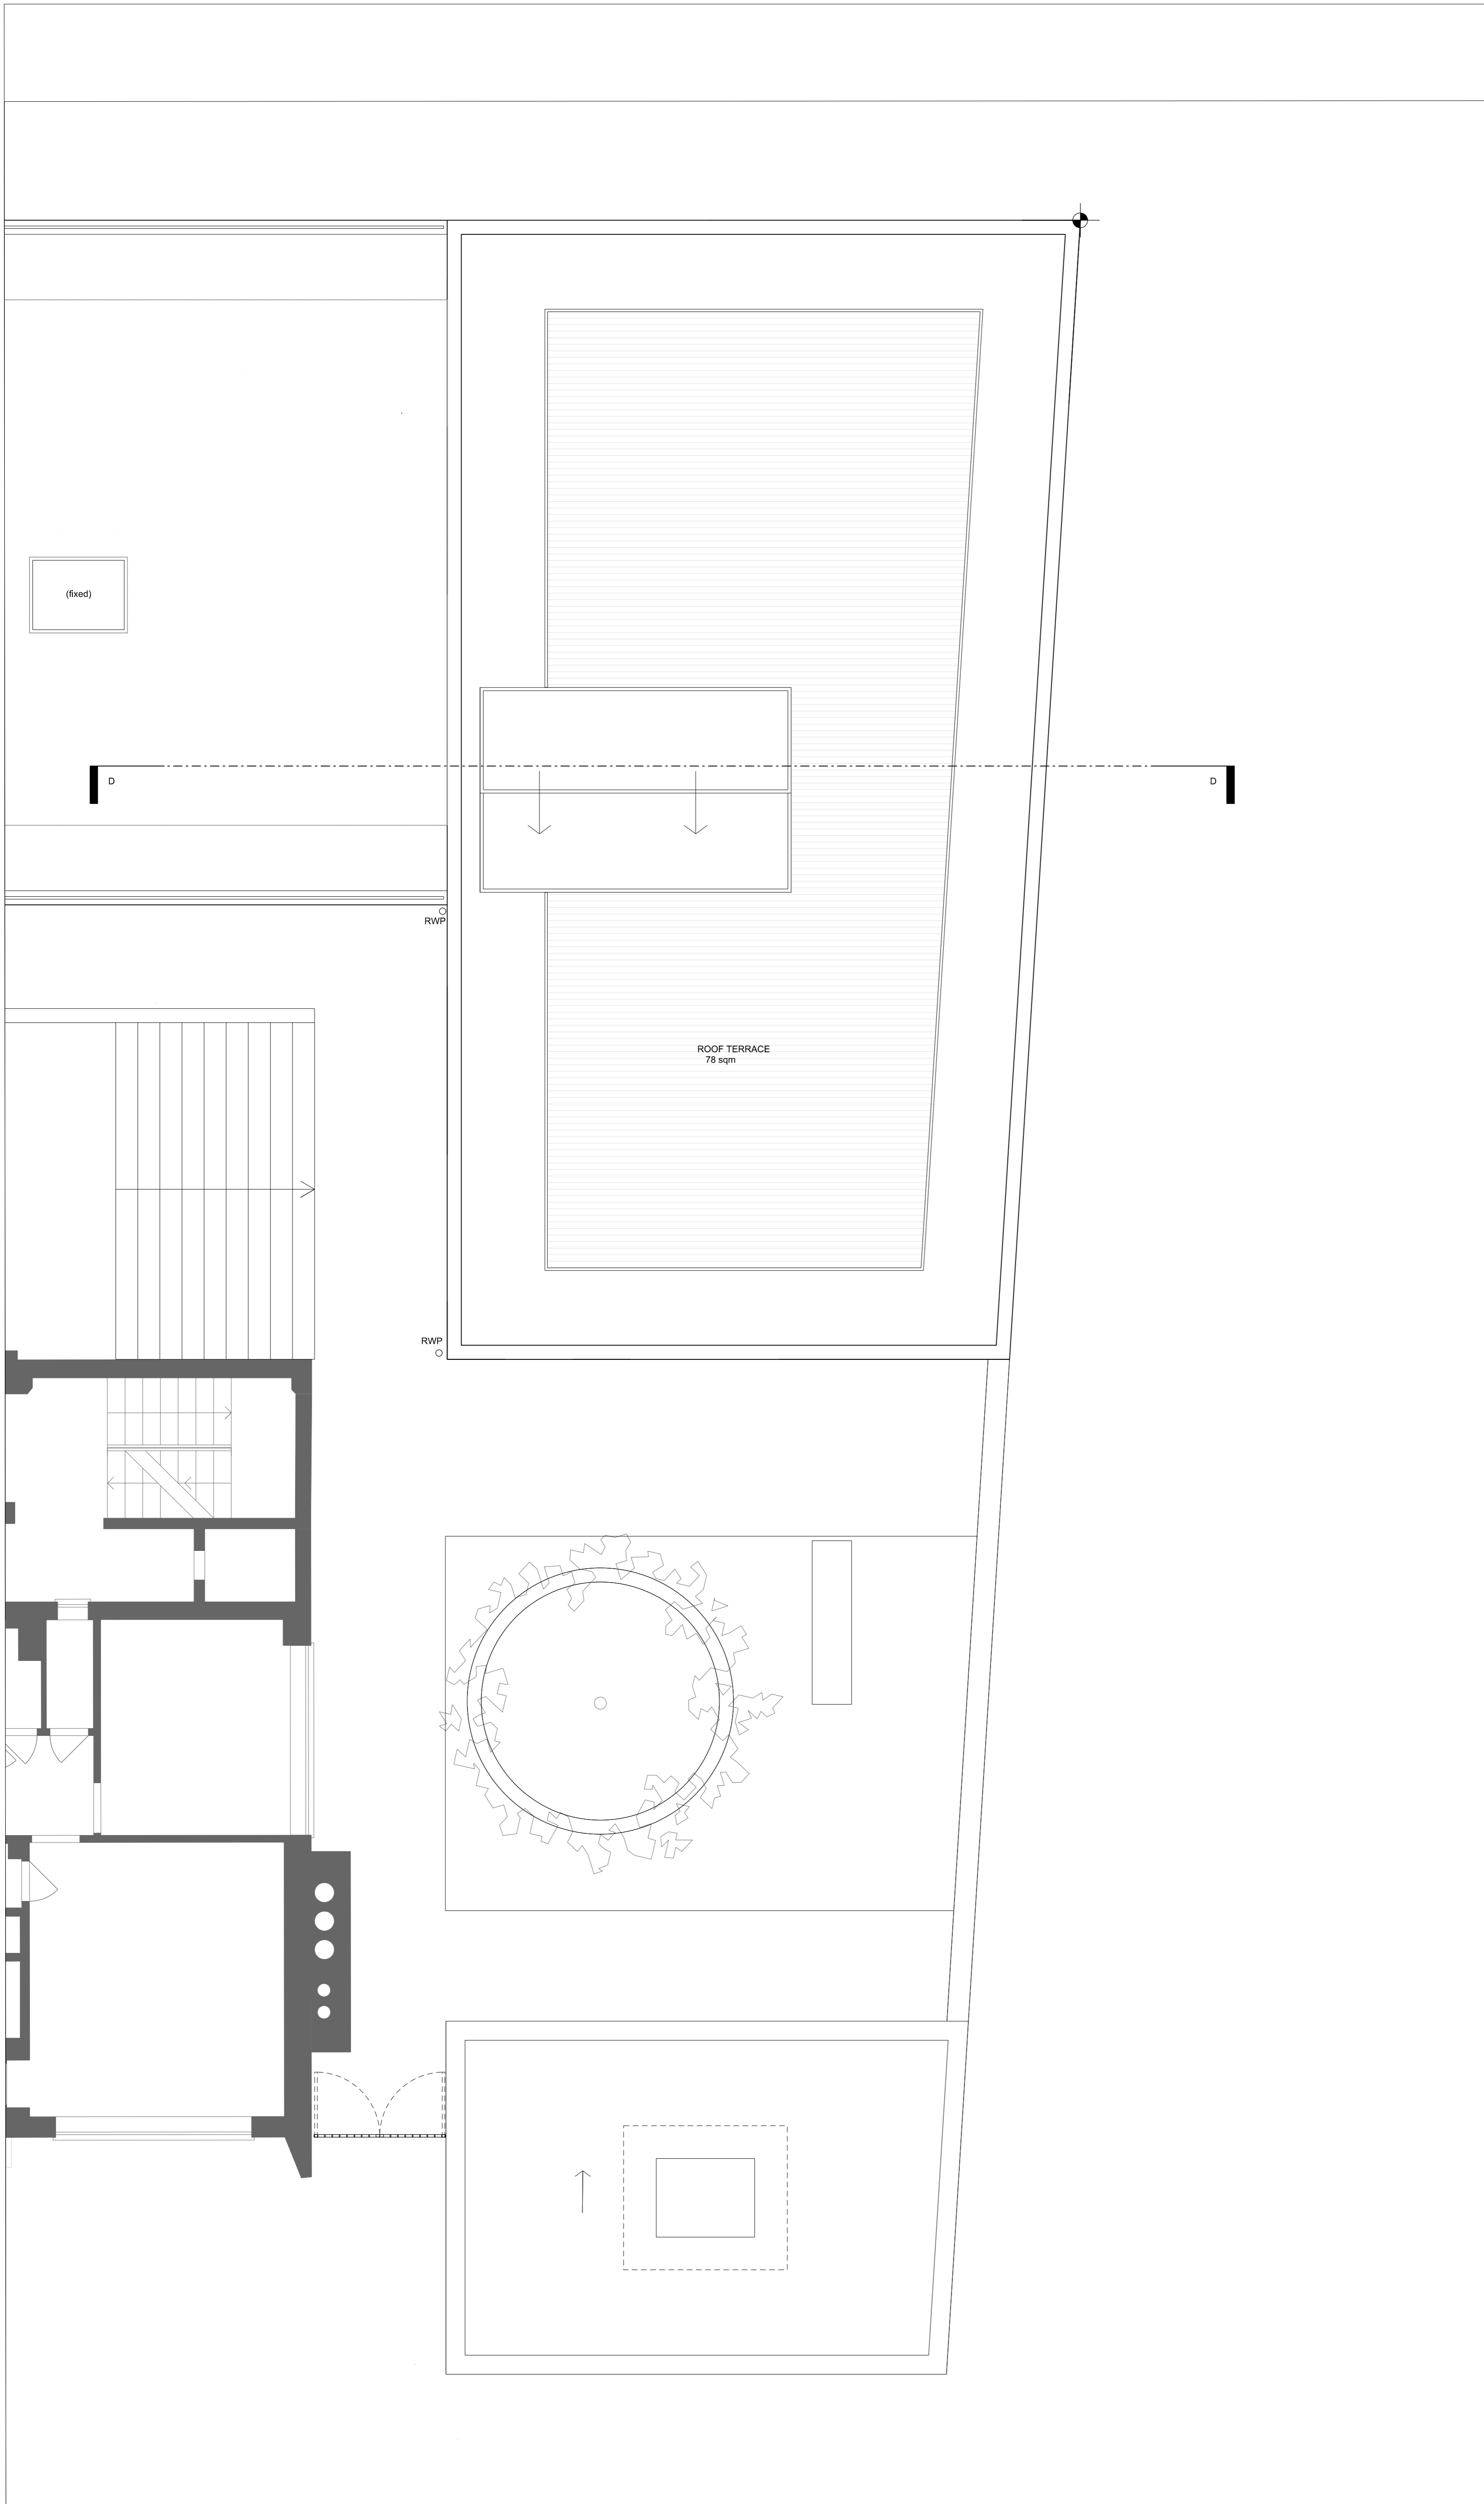 (fixed)
D
D
RWP
ROOF TERRACE
78 sqm
RWP